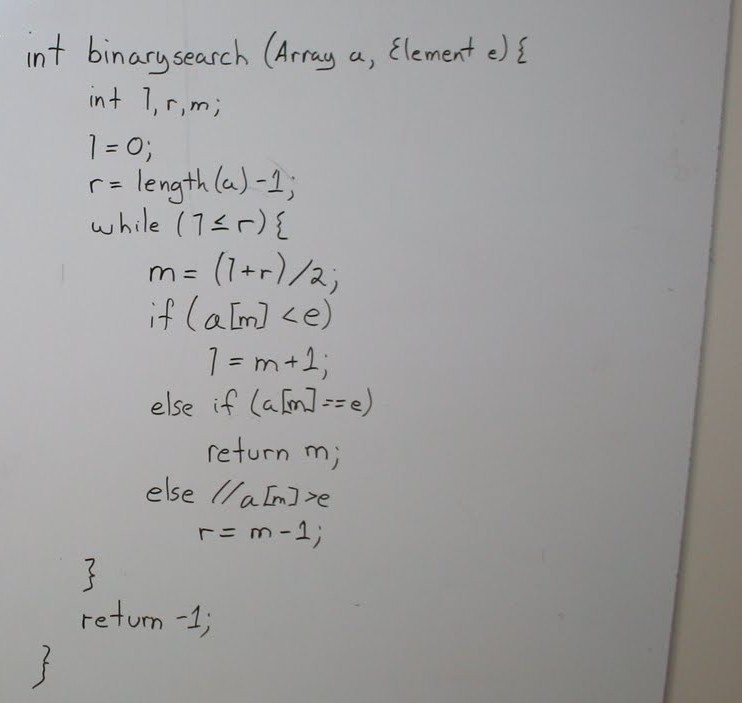 int binarysearch (Array a, Element e) {
int l, r, m;
l = 0;
r = length(a) -1;
while (l ≤ r) {
m = (l+r)/2;
if (a[m] < e)
l = m+1;
else if (a[m]==e)
return m;
else //a[m]>e
r = m-1;
}
return -1;
}